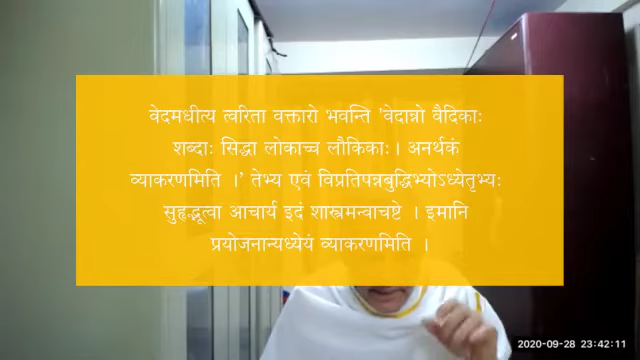 वेदमधीत्य त्वरिता वक्तारो भवन्ति 'वेदान्नो वैदिकाः
शब्दाः सिद्धा लोकाच्च लौकिकाः। अनर्थकं
व्याकरणमिति ।' तेभ्य एवं विप्रतिपन्नबुद्धिभ्योऽध्येतृभ्यः
सुहृद्भूत्वा आचार्य इदं शास्त्रमन्वाचष्टे । इमानि
प्रयोजनान्यध्येयं व्याकरणमिति ।
2020-09-28 23:42:11